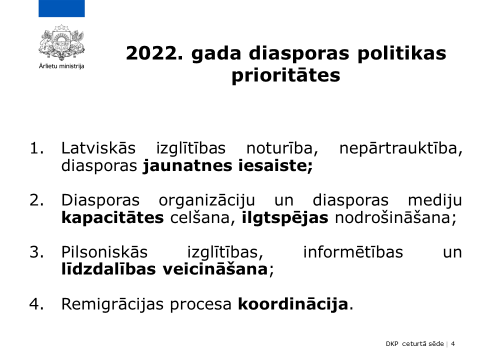 Ārlietu ministrija
2022. gada diasporas politikas
prioritātes
1. Latviskās izglītības noturība, nepārtrauktība,
diasporas jaunatnes iesaiste;
2. Diasporas organizāciju un diasporas mediju
kapacitātes celšana, ilgtspējas nodrošināšana;
3. Pilsoniskās izglītības, informētības un
līdzdalības veicināšana;
4. Remigrācijas procesa koordinācija.
DKP ceturtā sēde | 4